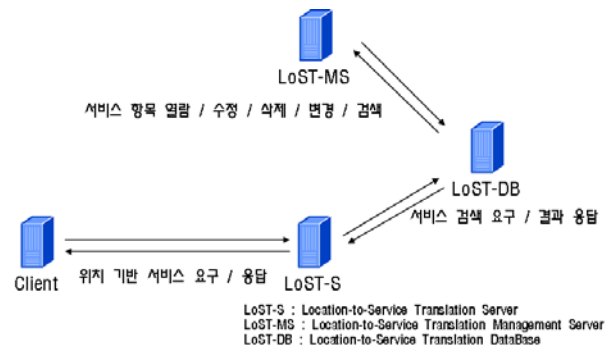 LoST-MS
서비스 항목 열람 / 수정 / 삭제 / 변경 / 검색
LoST-DB
서비스 검색 요구 / 결과 응답
Client
위치 기반 서비스 요구 / 응답
LoST-S
LoST-S : Location-to-Service Translation Server
LoST-MS : Location-to-Service Translation Management Server
LoST-DB : Location-to-Service Translation DataBase